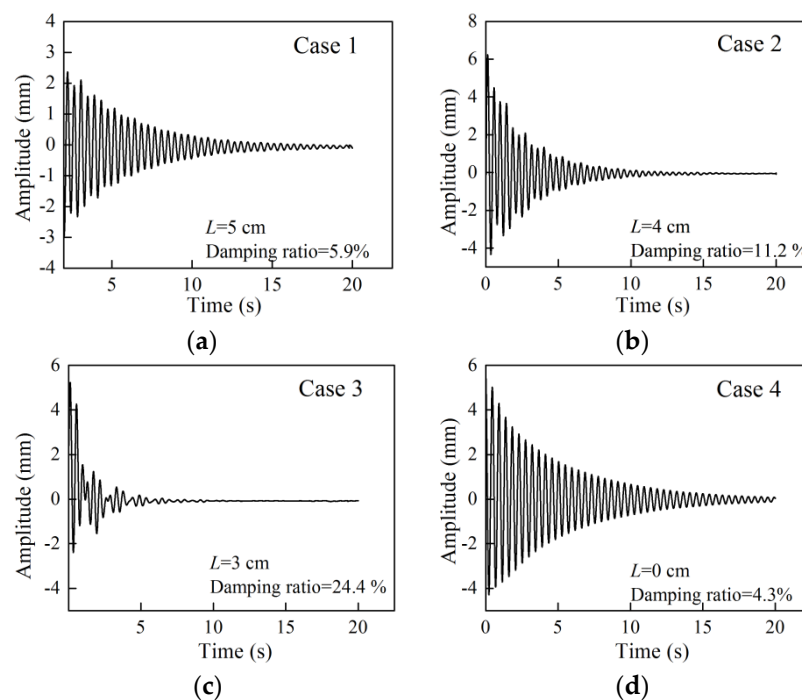 Case 1
Amplitude (mm)
4
3
2
1
0
-1
-2
-3
-4
L=5 cm
Damping ratio=5.9%
5 10 15 20
Time (s)
(a)
Case 2
Amplitude (mm)
8
6
4
2
0
-2
-4
L=4 cm
Damping ratio=11.2 %
0 5 10 15 20
Time (s)
(b)
Case 3
Amplitude (mm)
6
4
2
0
-2
-4
L=3 cm
Damping ratio=24.4 %
5 10 15 20
Time (s)
(c)
Case 4
Amplitude (mm)
6
4
2
0
-2
-4
L=0 cm
Damping ratio=4.3%
0 5 10 15 20
Time (s)
(d)